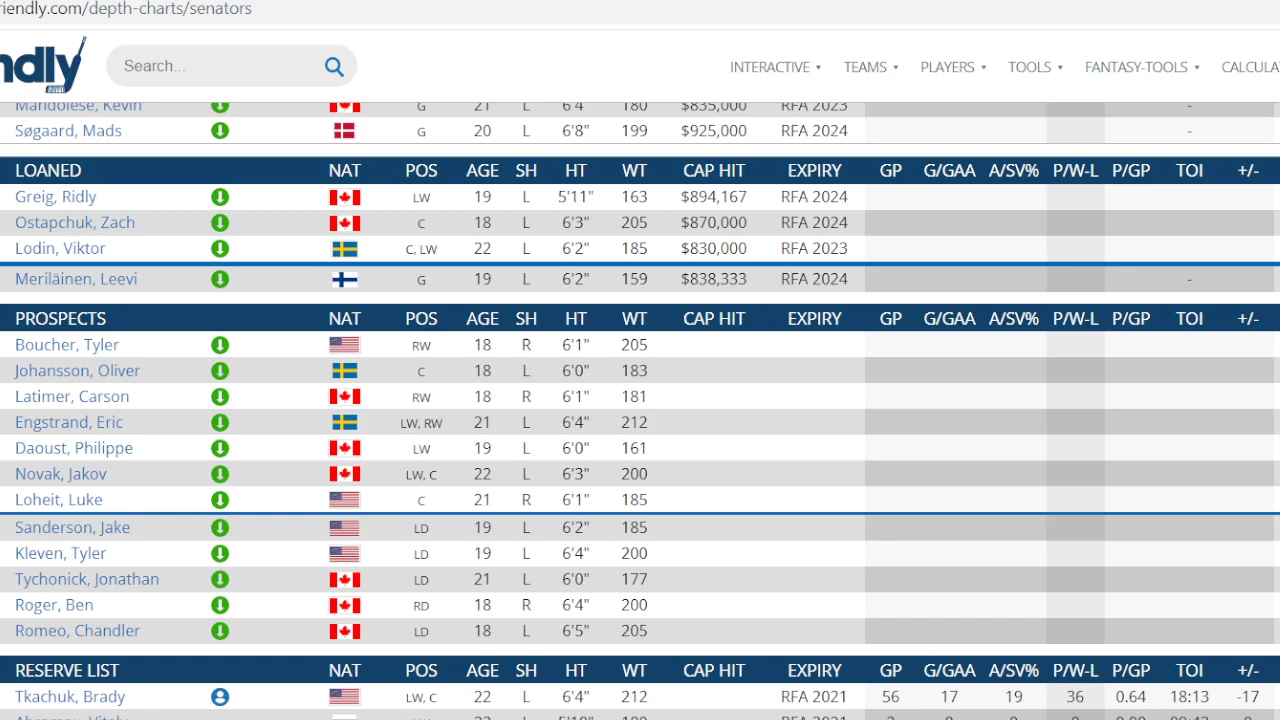 riendly.com/depth-charts/senators
ndly Search... INTERACTIVE TEAMS PLAYERS TOOLS FANTASY-TOOLS CALCULA
Mandolese, Kevin G 21 L 6'4 180 $835,000 RFA 2023 -
Søgaard, Mads G 20 L 6'8" 199 $925,000 RFA 2024 -
LOANED NAT POS AGE SH HT WT CAP HIT EXPIRY GP G/GAA A/SV% P/W-L P/GP TOI +/-
Greig, Ridly LW 19 L 5'11" 163 $894,167 RFA 2024
Ostapchuk, Zach C 18 L 6'3" 205 $870,000 RFA 2024
Lodin, Viktor C, LW 22 L 6'2" 185 $830,000 RFA 2023
Meriläinen, Leevi G 19 L 6'2" 159 $838,333 RFA 2024 -
PROSPECTS NAT POS AGE SH HT WT CAP HIT EXPIRY GP G/GAA A/SV% P/W-L P/GP TOI +/-
Boucher, Tyler RW 18 R 6'1" 205
Johansson, Oliver C 18 L 6'0" 183
Latimer, Carson RW 18 R 6'1" 181
Engstrand, Eric LW, RW 21 L 6'4" 212
Daoust, Philippe LW 19 L 6'0" 161
Novak, Jakov LW, C 22 L 6'3" 200
Loheit, Luke C 21 R 6'1" 185
Sanderson, Jake LD 19 L 6'2" 185
Kleven, Tyler LD 19 L 6'4" 200
Tychonick, Jonathan LD 21 L 6'0" 177
Roger, Ben RD 18 R 6'4" 200
Romeo, Chandler LD 18 L 6'5" 205
RESERVE LIST NAT POS AGE SH HT WT CAP HIT EXPIRY GP G/GAA A/SV% P/W-L P/GP TOI +/-
Tkachuk, Brady LW, C 22 L 6'4" 212 RFA 2021 56 17 19 36 0.64 18:13 -17